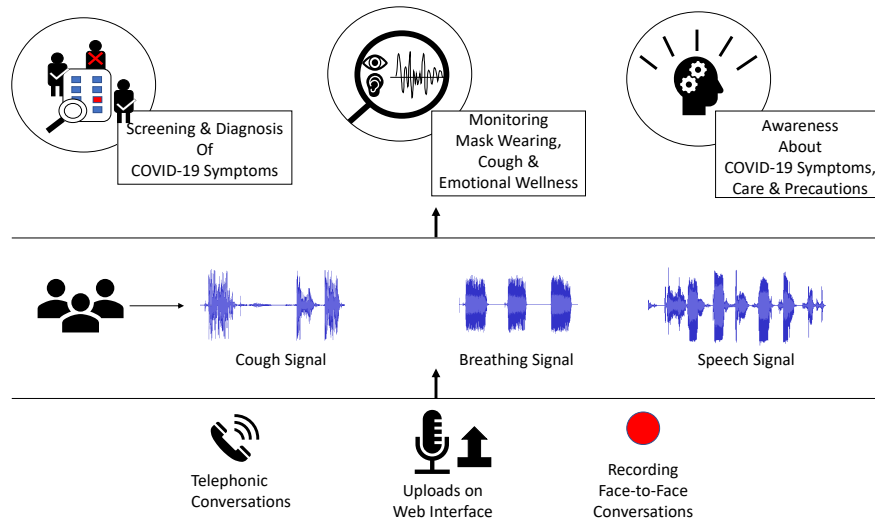 Screening & Diagnosis
Of
COVID-19 Symptoms
Monitoring
Mask Wearing,
Cough &
Emotional Wellness
Awareness
About
COVID-19 Symptoms,
Care & Precautions
Cough Signal
Breathing Signal
Speech Signal
Telephonic
Conversations
Uploads on
Web Interface
Recording
Face-to-Face
Conversations